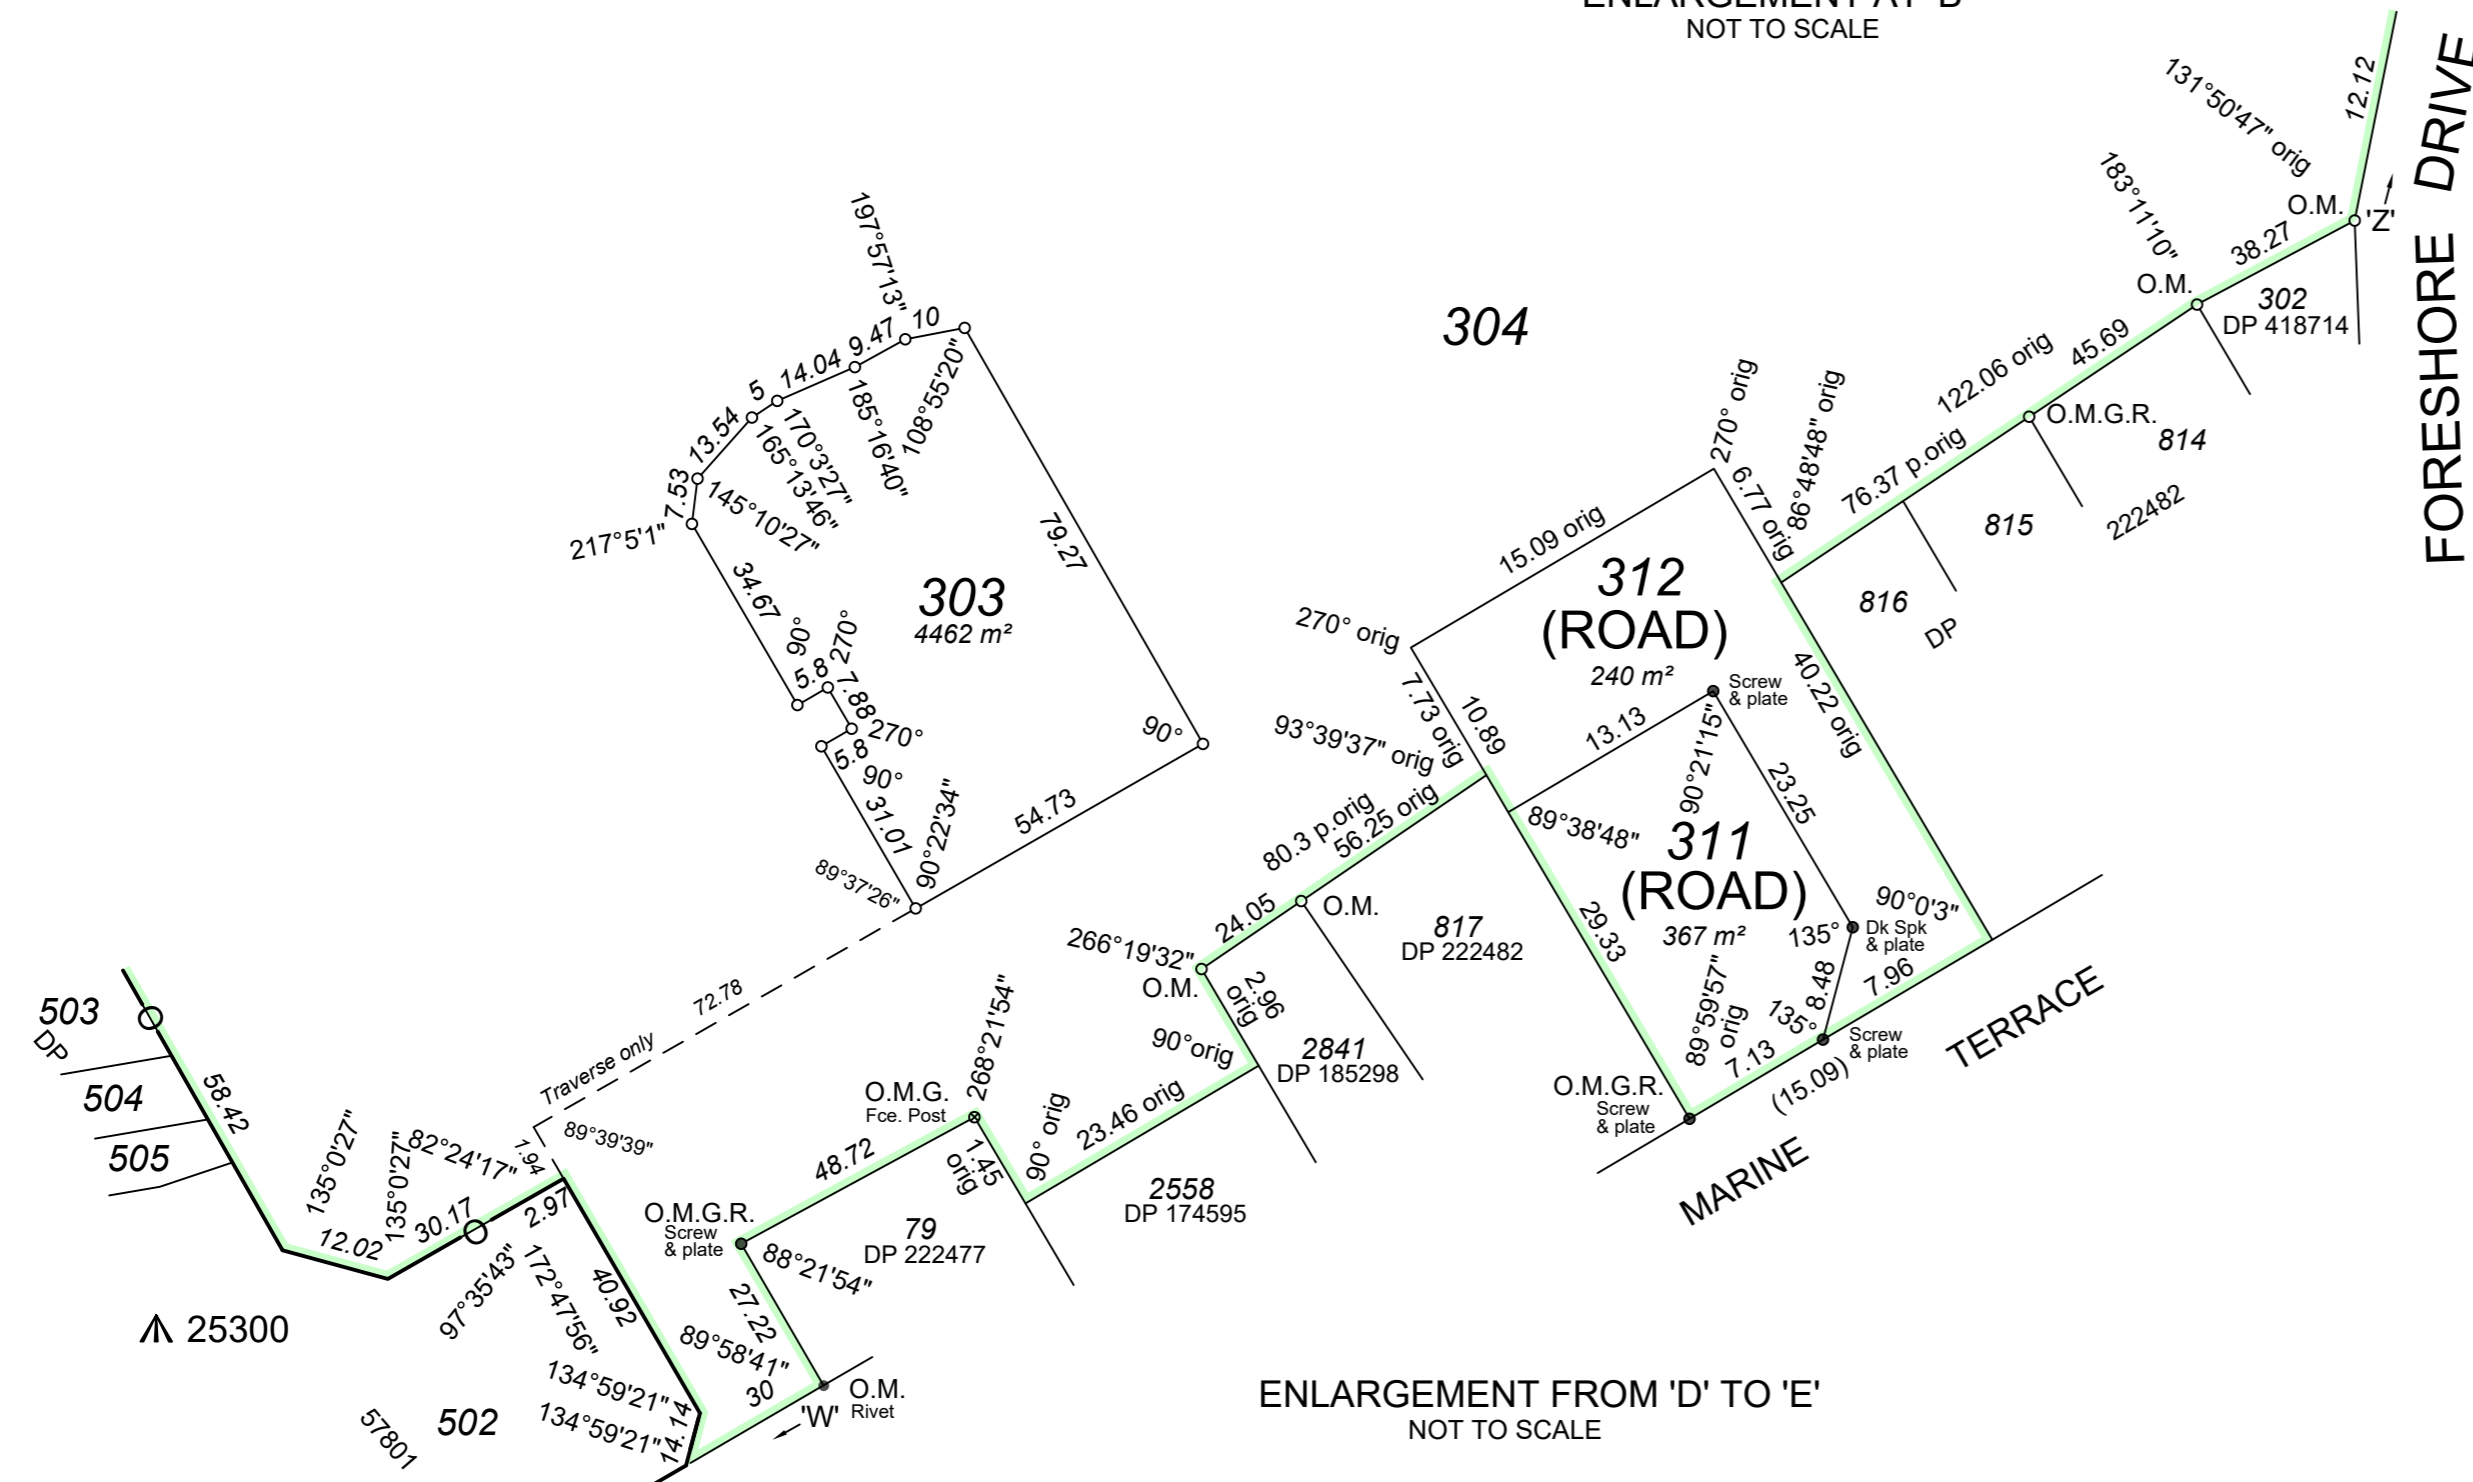 ENLARGEMENT AT 'B'
NOT TO SCALE
FORESHORE DRIVE
12.12
131°50'47" orig
183°11'10"
O.M.
'Z'
38.27
O.M.
302
DP 418714
45.69
122.06 orig
O.M.G.R.
814
76.37 p.orig
815
222482
816
DP
304
270° orig
86°48'48" orig
6.77 orig
15.09 orig
312
(ROAD)
240 m²
270° orig
7.73 orig
10.89
93°39'37" orig
40.22 orig
Screw
& plate
13.13
90°21'15"
23.25
89°38'48"
311
(ROAD)
367 m²
29.33
90°0'3"
135°
Dk Spk
& plate
8.48
7.96
89°59'57"
orig
135°
7.13
Screw
& plate
(15.09)
O.M.G.R.
Screw
& plate
MARINE TERRACE
197°57'13"
10
9.47
14.04
5
13.54
7.53
108°55'20"
185°16'40"
170°3'27"
165°13'46"
145°10'27"
217°5'1"
79.27
34.67
303
4462 m²
90°
270°
5.8
7.88
270°
5.8
90°
90°
31.01
90°22'34"
54.73
89°37'26"
80.3 p.orig
56.25 orig
24.05
O.M.
817
DP 222482
266°19'32"
O.M.
2.96
orig
90°orig
2841
DP 185298
72.78
Traverse only
268°21'54"
O.M.G.
Fce. Post
90° orig
23.46 orig
1.45
orig
48.72
2558
DP 174595
O.M.G.R.
Screw
& plate
79
DP 222477
88°21'54"
27.22
89°58'41"
30
O.M.
Rivet
'W'
503
DP
504
505
58.42
135°0'27"
135°0'27"
82°24'17"
1.94
89°39'39"
12.02
30.17
2.97
97°35'43"
172°47'56"
40.92
25300
134°59'21"
134°59'21"
14.14
502
57801
ENLARGEMENT FROM 'D' TO 'E'
NOT TO SCALE